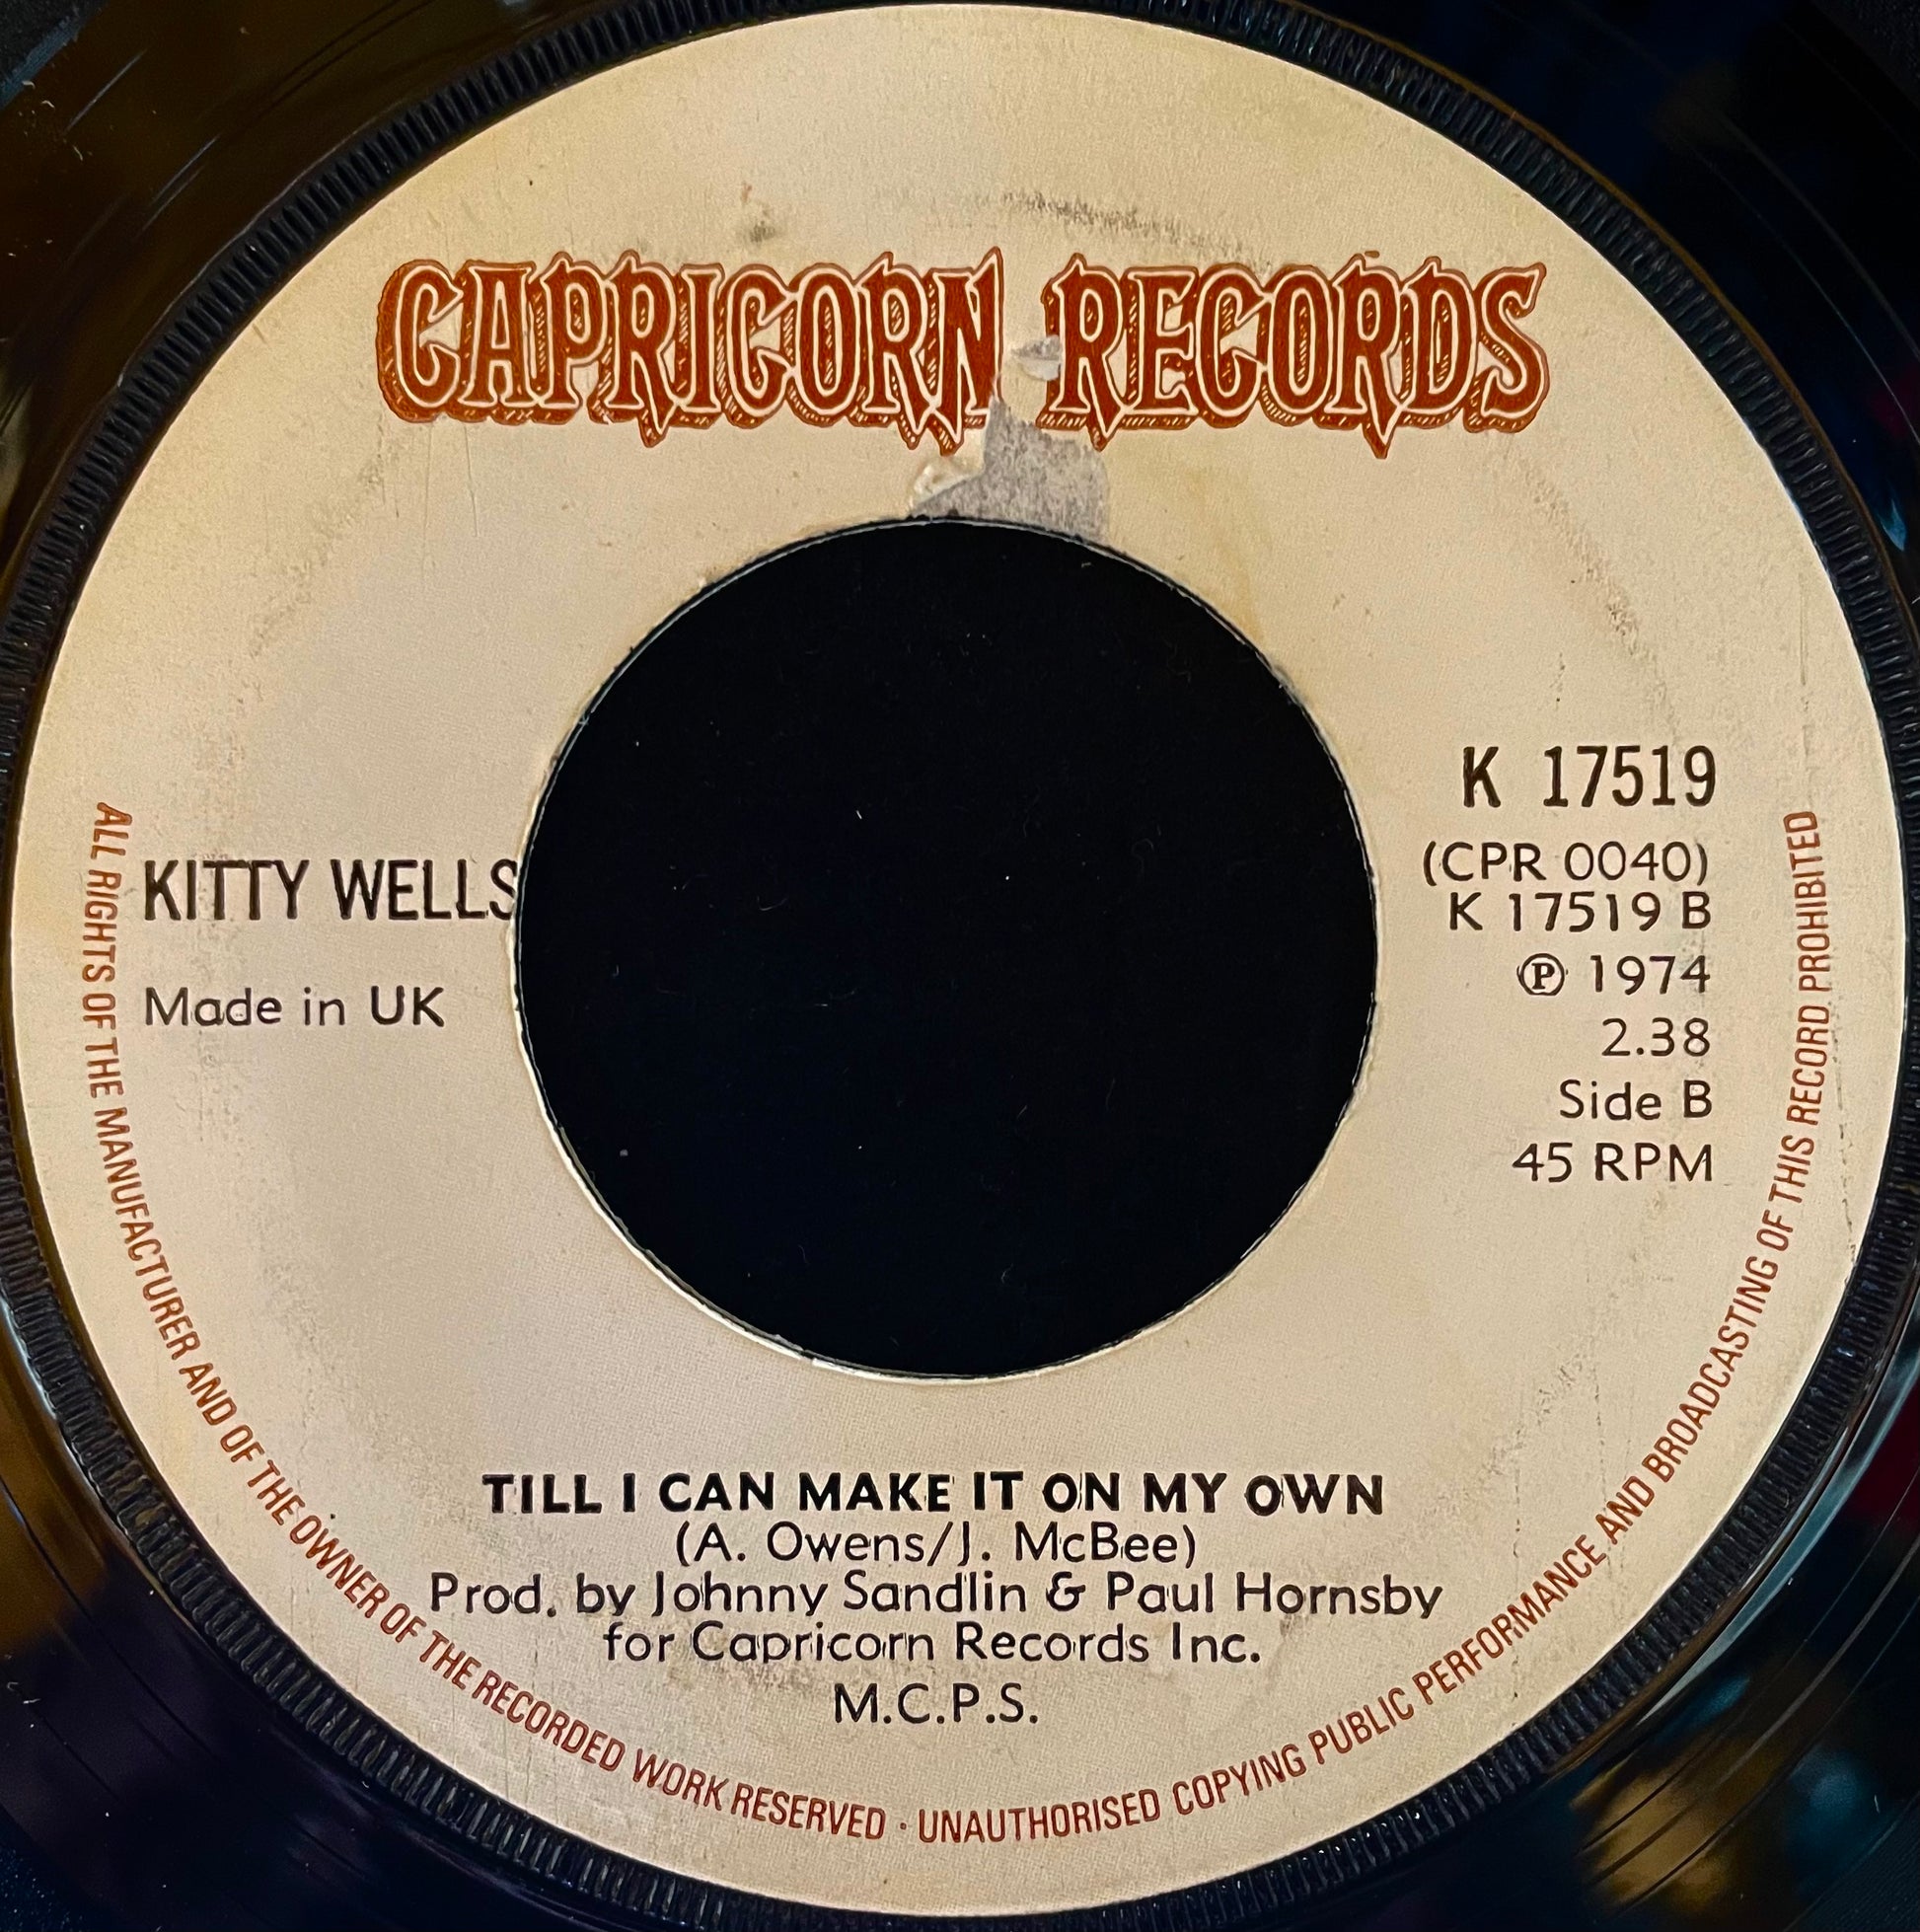 CAPRICORN RECORDS
KITTY WELLS
Made in UK
K 17519
(CPR 0040)
K 17519 B
℗ 1974
2.38
Side B
45 RPM
TILL I CAN MAKE IT ON MY OWN
(A. Owens/J. McBee)
Prod. by Johnny Sandlin & Paul Hornsby
for Capricorn Records Inc.
M.C.P.S.
ALL RIGHTS OF THE MANUFACTURER AND OF THE OWNER OF THE RECORDED WORK RESERVED · UNAUTHORISED COPYING PUBLIC PERFORMANCE AND BROADCASTING OF THIS RECORD PROHIBITED